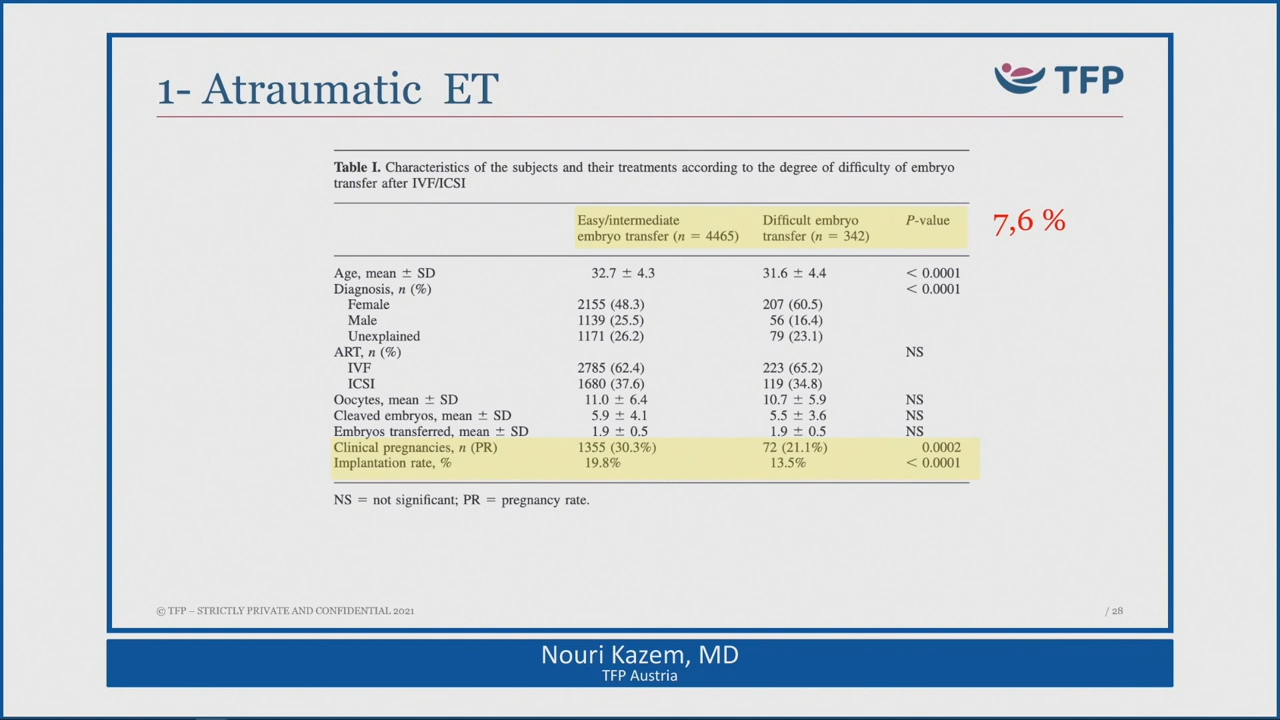 1- Atraumatic ET
TFP
Table I. Characteristics of the subjects and their treatments according to the degree of difficulty of embryo
transfer after IVF/ICSI
Easy/intermediate Difficult embryo P-value
embryo transfer (n = 4465) transfer (n = 342)
7,6 %
Age, mean ± SD 32.7 ± 4.3 31.6 ± 4.4 < 0.0001
Diagnosis, n (%) < 0.0001
Female 2155 (48.3) 207 (60.5)
Male 1139 (25.5) 56 (16.4)
Unexplained 1171 (26.2) 79 (23.1)
ART, n (%) NS
IVF 2785 (62.4) 223 (65.2)
ICSI 1680 (37.6) 119 (34.8)
Oocytes, mean ± SD 11.0 ± 6.4 10.7 ± 5.9 NS
Cleaved embryos, mean ± SD 5.9 ± 4.1 5.5 ± 3.6 NS
Embryos transferred, mean ± SD 1.9 ± 0.5 1.9 ± 0.5 NS
Clinical pregnancies, n (PR) 1355 (30.3%) 72 (21.1%) 0.0002
Implantation rate, % 19.8% 13.5% < 0.0001
NS = not significant; PR = pregnancy rate.
© TFP – STRICTLY PRIVATE AND CONFIDENTIAL 2021
/ 28
Nouri Kazem, MD
TFP Austria